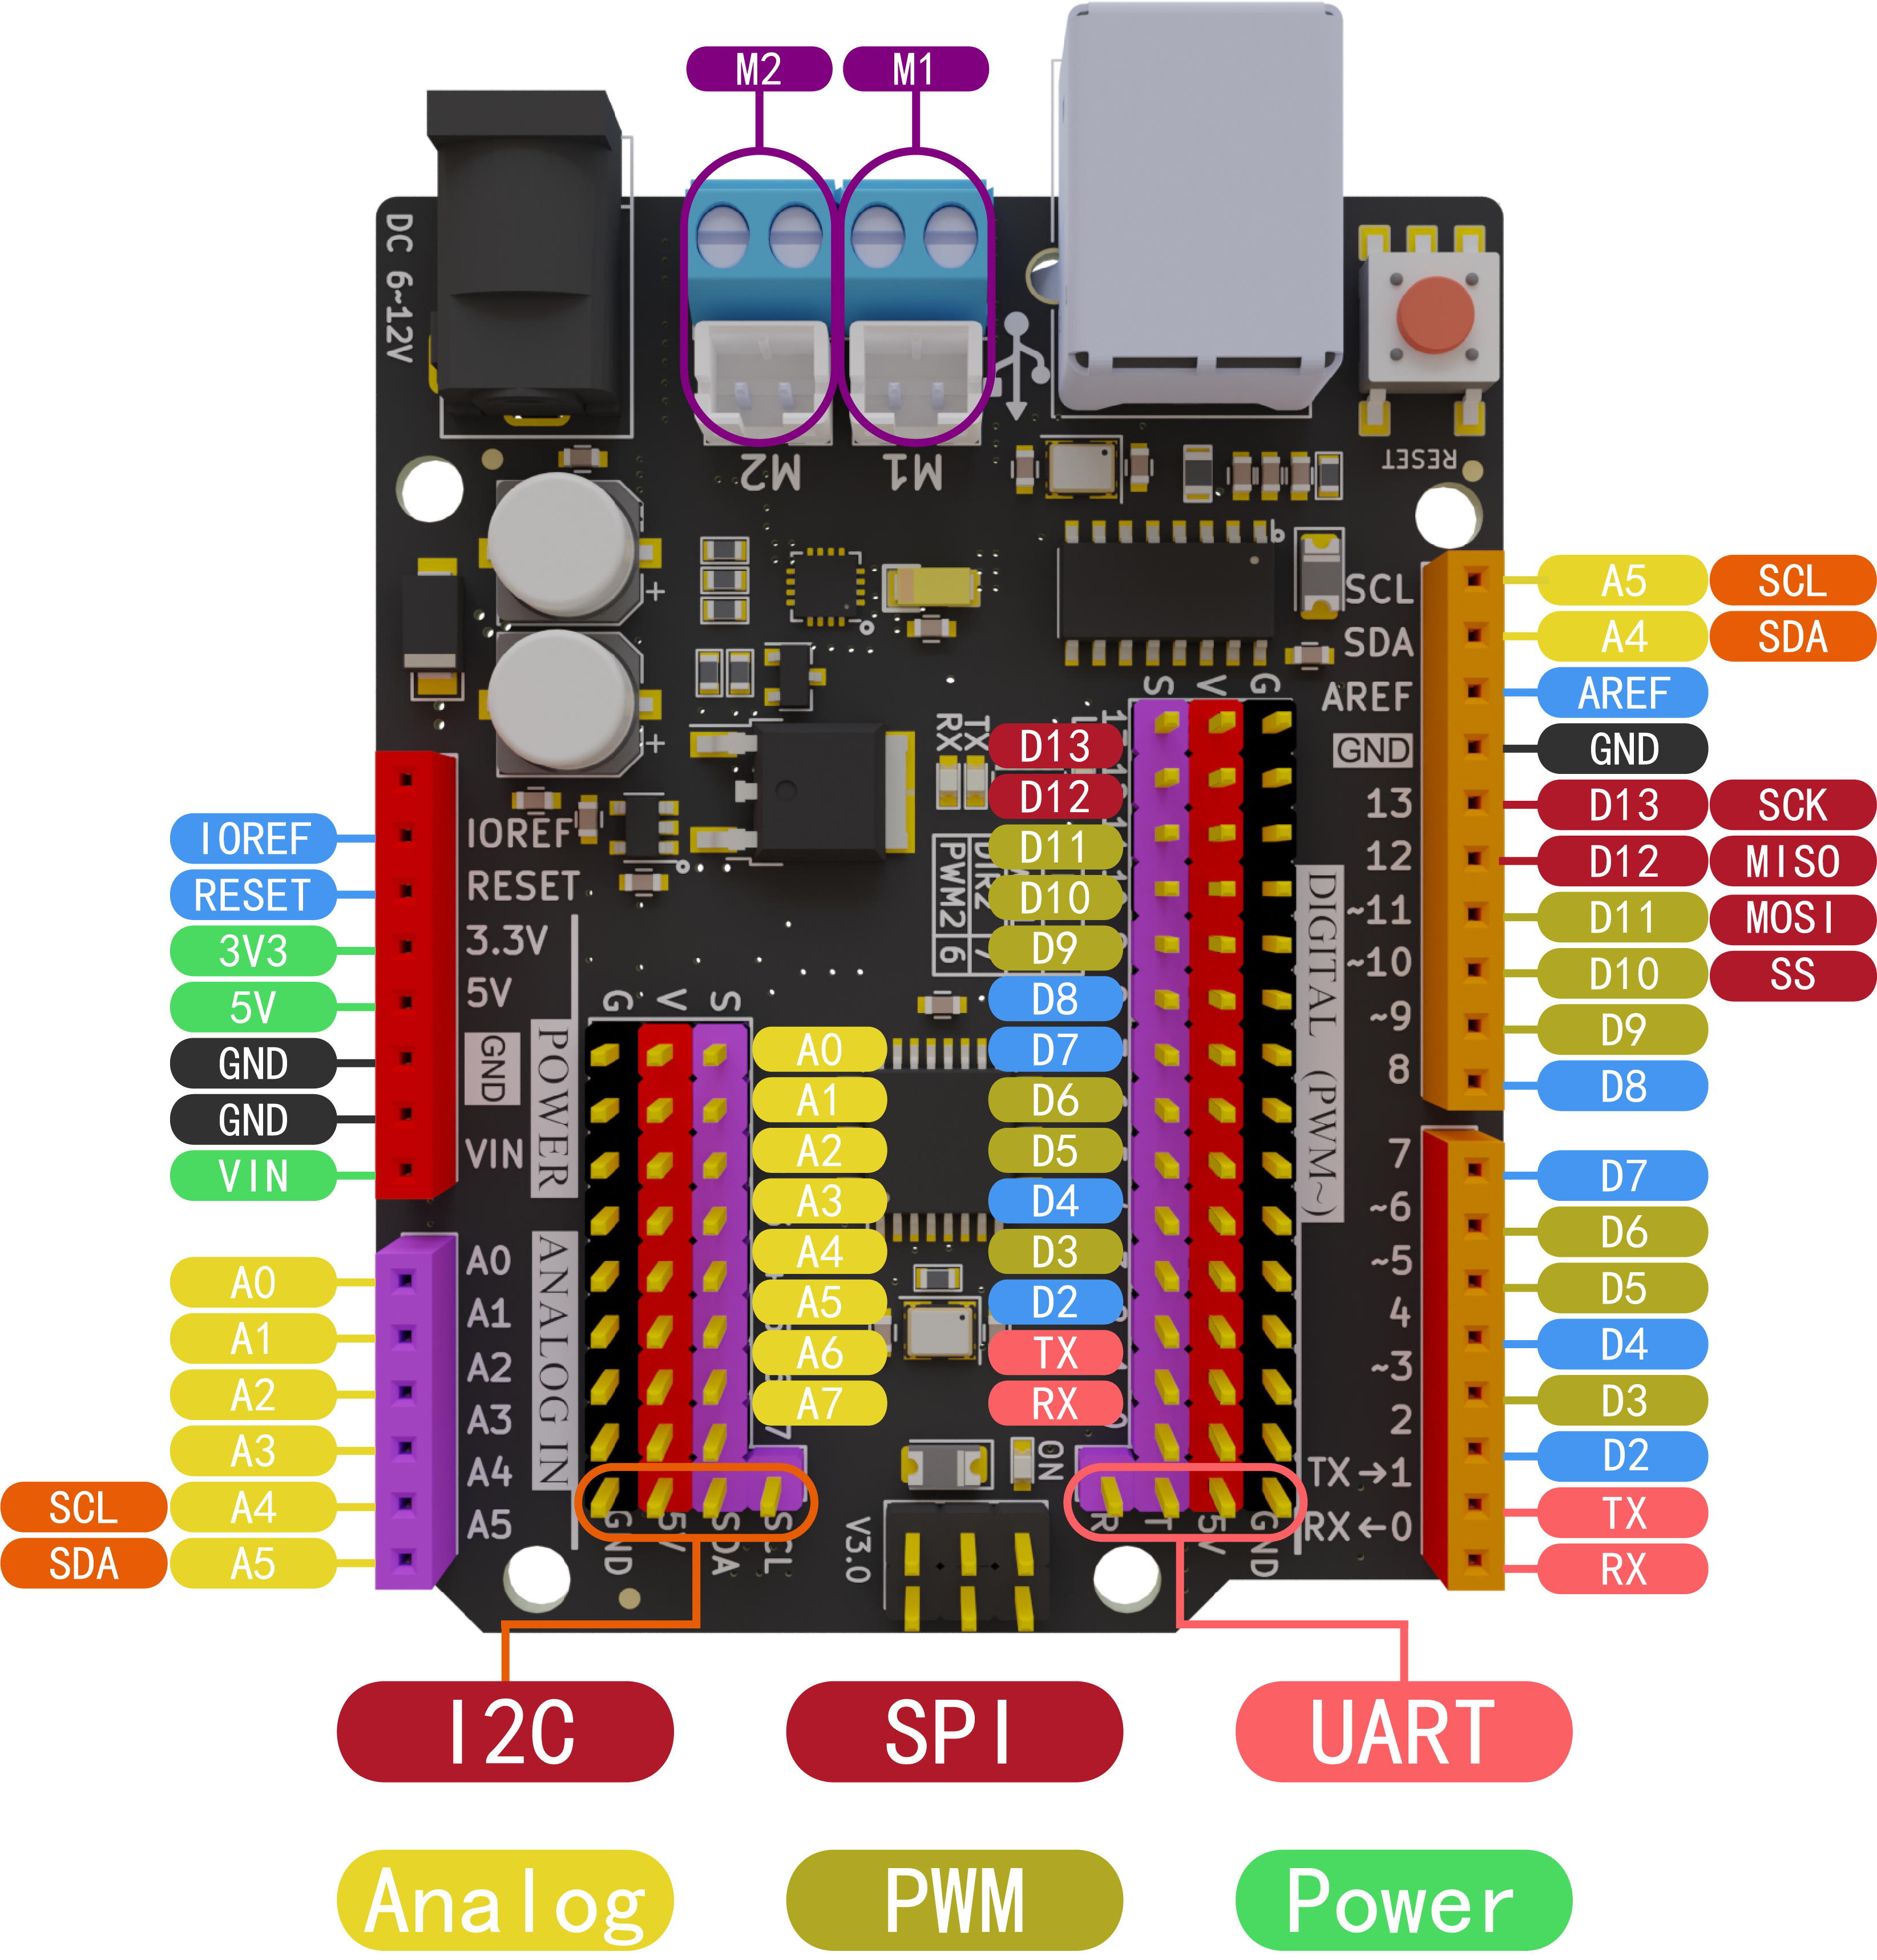 M2
M1
DC 6~12V
M2
M1
RESET
SCL
A5
SCL
SDA
A4
SDA
AREF
AREF
GND
GND
13
D13
SCK
12
D12
MISO
~11
D11
MOSI
~10
D10
SS
~9
D9
8
D8
7
D7
~6
D6
~5
D5
4
D4
~3
D3
2
D2
TX→1
TX
RX←0
RX
DIGITAL (PWM~)
S V G
RX
TX
D13
D12
D11
D10
D9
D8
D7
D6
D5
D4
D3
D2
TX
RX
PWM2 6
IOREF
IOREF
RESET
RESET
3V3
3.3V
5V
5V
GND
GND
GND
VIN
VIN
POWER
G V S
A0
A1
A2
A3
A4
A5
A6
A7
A0
A0
A1
A1
A2
A2
A3
A3
SCL
A4
A4
SDA
A5
A5
ANALOG IN
GND
5V
SDA
SCL
ON
V3.0
R
T
5V
GND
I2C
SPI
UART
Analog
PWM
Power